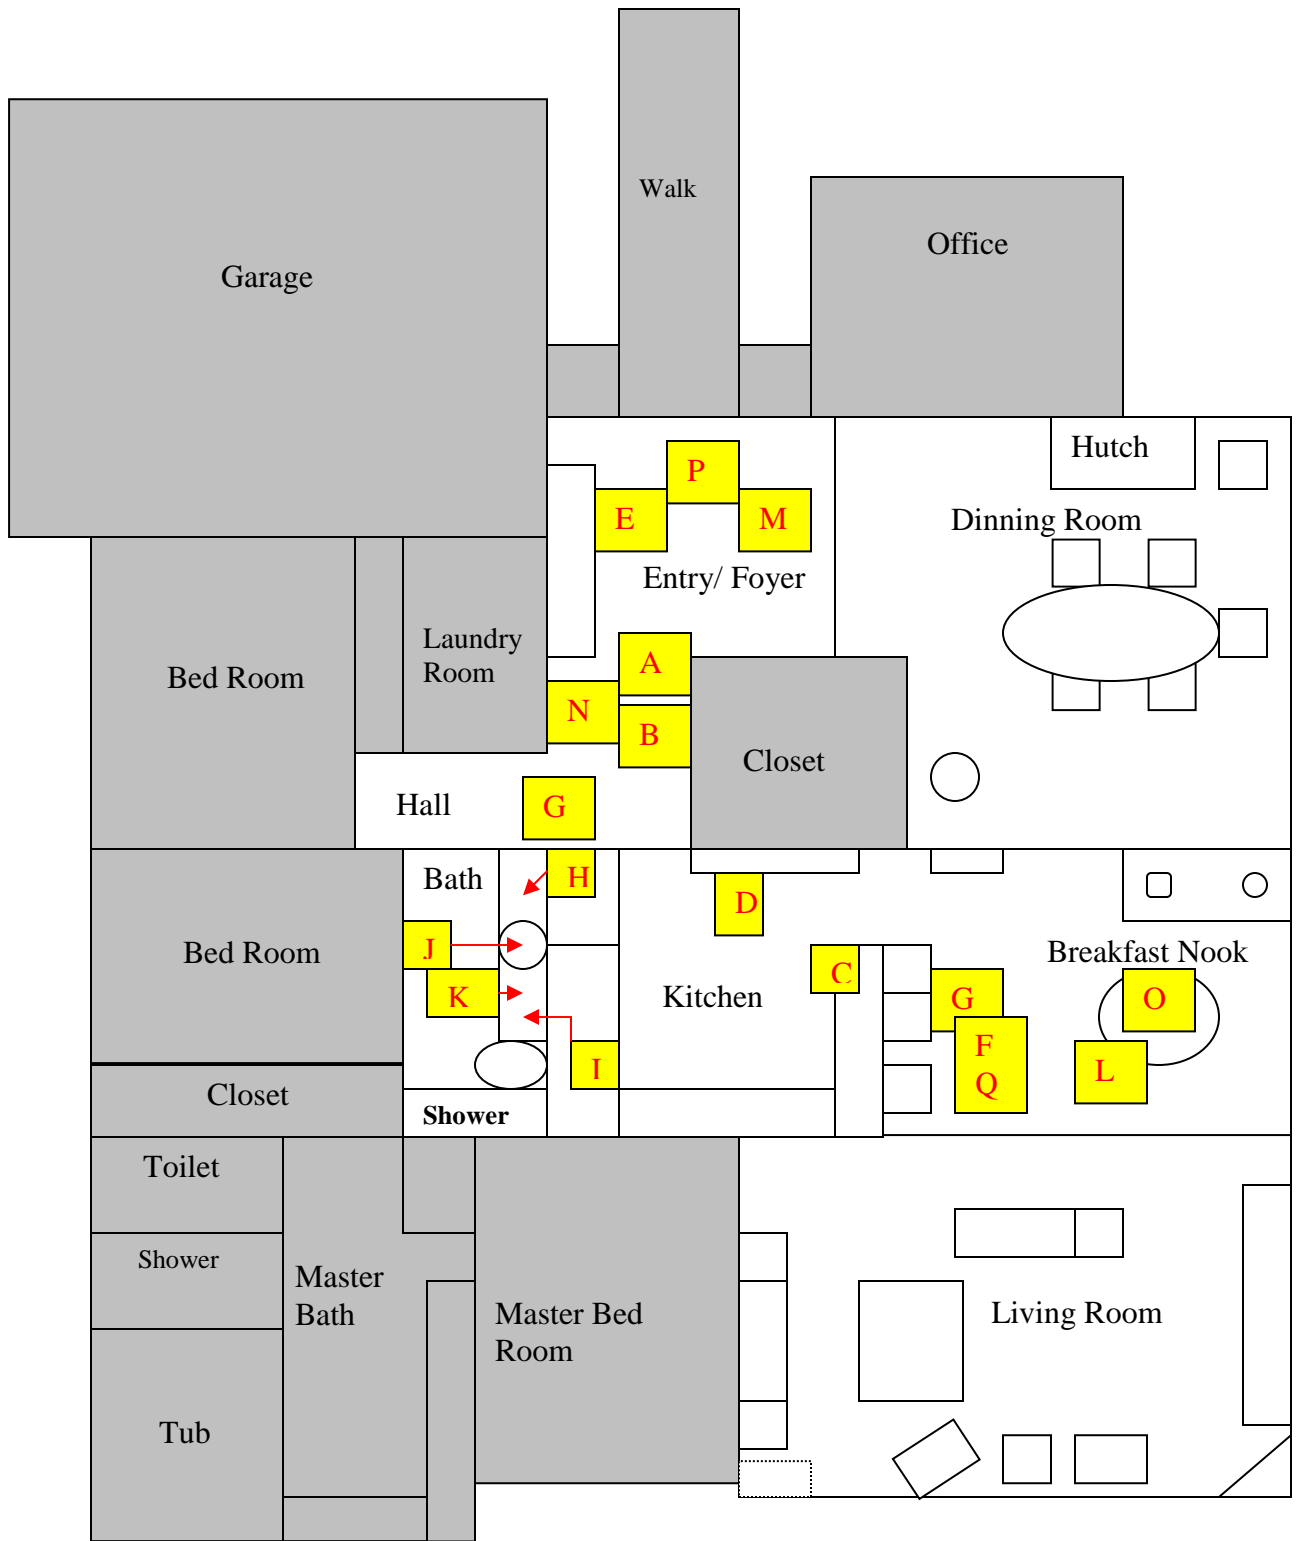 Walk
Office
Garage
Hutch
P
E
M
Dinning Room
Entry/ Foyer
Laundry
Room
A
Bed Room
N
B
Closet
Hall
G
Bath
H
D
J
Bed Room
Breakfast Nook
C
K
Kitchen
G
O
F
Q
I
L
Closet
Shower
Toilet
Shower
Master
Bath
Master Bed
Room
Living Room
Tub